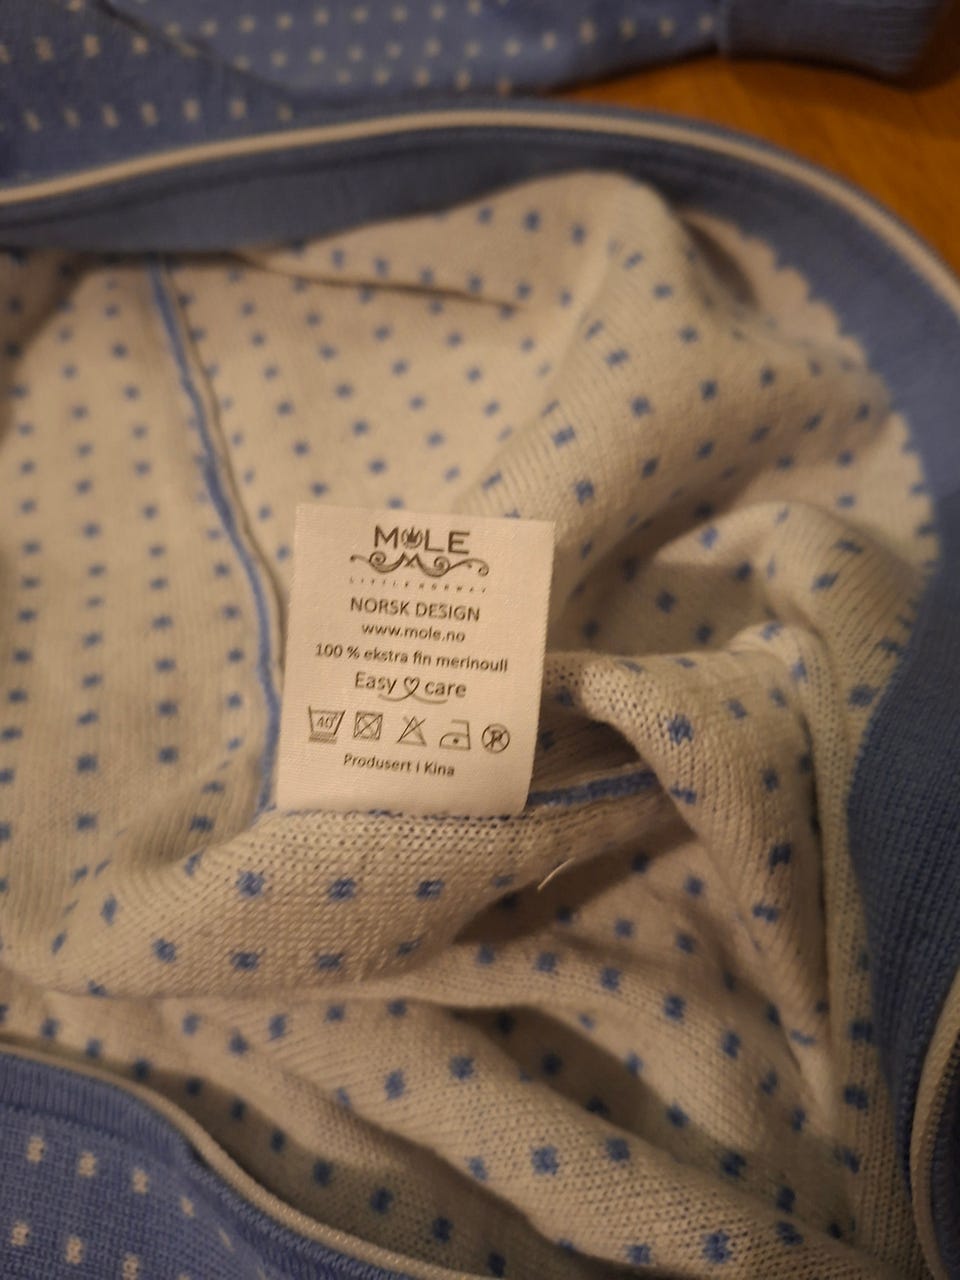 MOLE
LITTLE NORWAY
NORSK DESIGN
www.mole.no
100 % ekstra fin merinoull
Easy care
40
P
Produsert i Kina